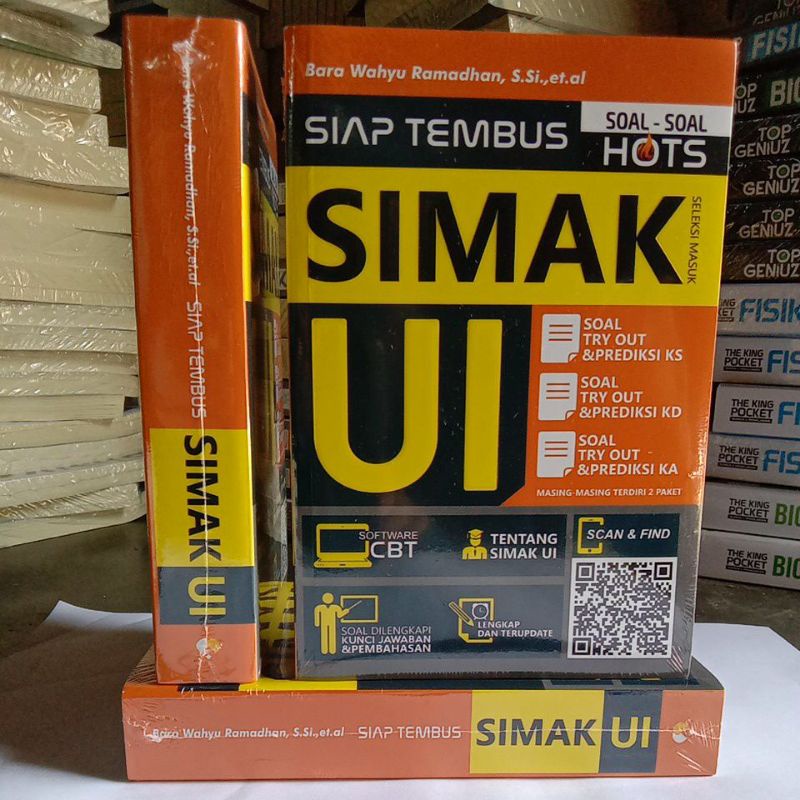 Bara Wahyu Ramadhan, S.Si.,et.al
SIAP TEMBUS
SOAL - SOAL
HOTS
SIMAK
SELEKSI MASUK
UI
SOAL
TRY OUT
&PREDIKSI KS
SOAL
TRY OUT
&PREDIKSI KD
SOAL
TRY OUT
&PREDIKSI KA
MASING-MASING TERDIRI 2 PAKET
SOFTWARE
CBT
TENTANG
SIMAK UI
SCAN & FIND
SOAL DILENGKAPI
KUNCI JAWABAN
&PEMBAHASAN
LENGKAP
DAN TERUPDATE
Bara Wahyu Ramadhan, S.Si.,et.al SIAP TEMBUS SIMAK UI
Bara Wahyu Ramadhan, S.Si.,et.al SIAP TEMBUS SIMAK UI
GENIUZ FISIK
TOP
GENIUZ
TOP
GENIUZ
TOP
GENIUZ
POCKET FISIK
THE KING
POCKET FIS
THE KING
POCKET FIS
THE KING
POCKET FIS
THE KING
POCKET BIO
THE KING
POCKET BIO